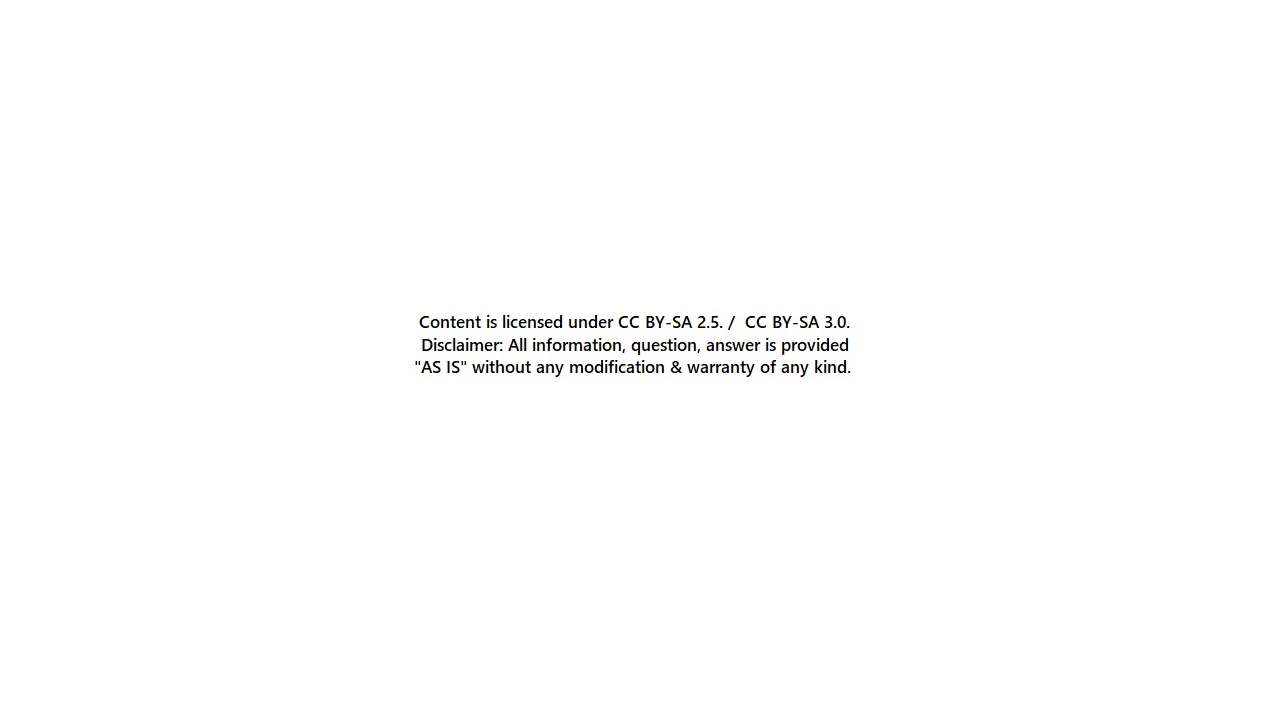 Content is licensed under CC BY-SA 2.5. /  CC BY-SA 3.0.
Disclaimer: All information, question, answer is provided
"AS IS" without any modification & warranty of any kind.